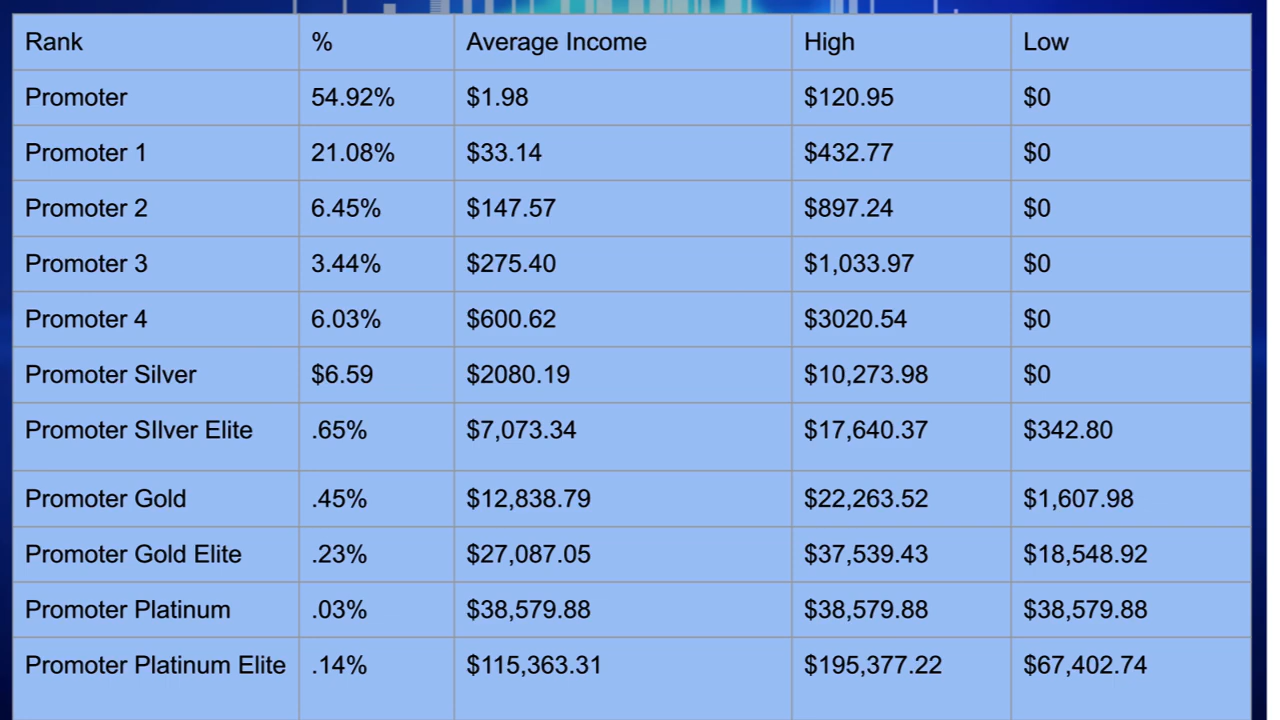 Rank % Average Income High Low
Promoter 54.92% $1.98 $120.95 $0
Promoter 1 21.08% $33.14 $432.77 $0
Promoter 2 6.45% $147.57 $897.24 $0
Promoter 3 3.44% $275.40 $1,033.97 $0
Promoter 4 6.03% $600.62 $3020.54 $0
Promoter Silver $6.59 $2080.19 $10,273.98 $0
Promoter SIlver Elite .65% $7,073.34 $17,640.37 $342.80
Promoter Gold .45% $12,838.79 $22,263.52 $1,607.98
Promoter Gold Elite .23% $27,087.05 $37,539.43 $18,548.92
Promoter Platinum .03% $38,579.88 $38,579.88 $38,579.88
Promoter Platinum Elite .14% $115,363.31 $195,377.22 $67,402.74